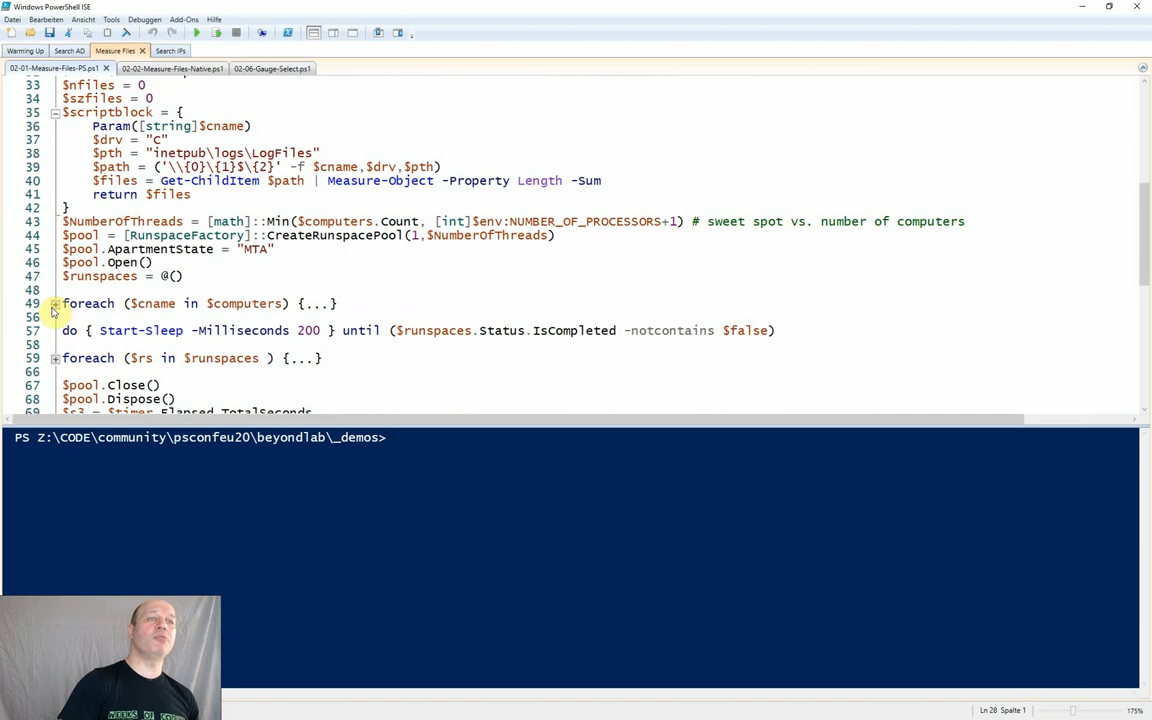 Windows PowerShell ISE
Datei Bearbeiten Ansicht Tools Debuggen Add-Ons Hilfe
Warming Up Search AD Measure Files Search IPs
02-01-Measure-Files-PS.ps1 02-02-Measure-Files-Native.ps1 02-06-Gauge-Select.ps1
33 $nfiles = 0
34 $szfiles = 0
35 $scriptblock = {
36 Param([string]$cname)
37 $drv = "C"
38 $pth = "inetpub\logs\LogFiles"
39 $path = ('\\{0}\{1}$\{2}' -f $cname,$drv,$pth)
40 $files = Get-ChildItem $path | Measure-Object -Property Length -Sum
41 return $files
42 }
43 $NumberOfThreads = [math]::Min($computers.Count, [int]$env:NUMBER_OF_PROCESSORS+1) # sweet spot vs. number of computers
44 $pool = [RunspaceFactory]::CreateRunspacePool(1,$NumberOfThreads)
45 $pool.ApartmentState = "MTA"
46 $pool.Open()
47 $runspaces = @()
48
49 foreach ($cname in $computers) {...}
56
57 do { Start-Sleep -Milliseconds 200 } until ($runspaces.Status.IsCompleted -notcontains $false)
58
59 foreach ($rs in $runspaces ) {...}
66
67 $pool.Close()
68 $pool.Dispose()
69 $s3 = $timer.Elapsed.TotalSeconds
PS Z:\CODE\community\psconfeu20\beyondlab\_demos>
WEEKS OF
Ln 28 Spalte 1 175%